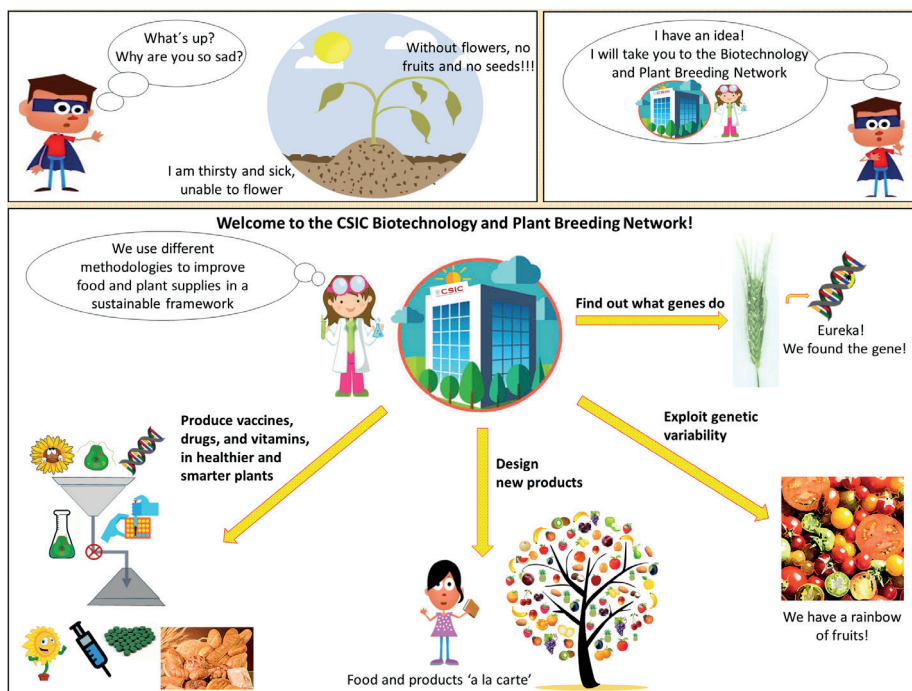 What´s up?
Why are you so sad?
Without flowers, no
fruits and no seeds!!!
I am thirsty and sick,
unable to flower
I have an idea!
I will take you to the Biotechnology
and Plant Breeding Network
CSIC
Welcome to the CSIC Biotechnology and Plant Breeding Network!
We use different
methodologies to improve
food and plant supplies in a
sustainable framework
CSIC
Find out what genes do
Eureka!
We found the gene!
Produce vaccines,
drugs, and vitamins,
in healthier and
smarter plants
Design
new products
Exploit genetic
variability
We have a rainbow
of fruits!
Food and products ‘a la carte’